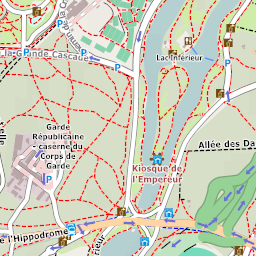 la Grande Cascade
Lac Inférieur
Garde
Républicaine
- caserne du
Corps de
Garde
Allée des Da
Kiosque de
l'Empereur
e l'Hippodrome